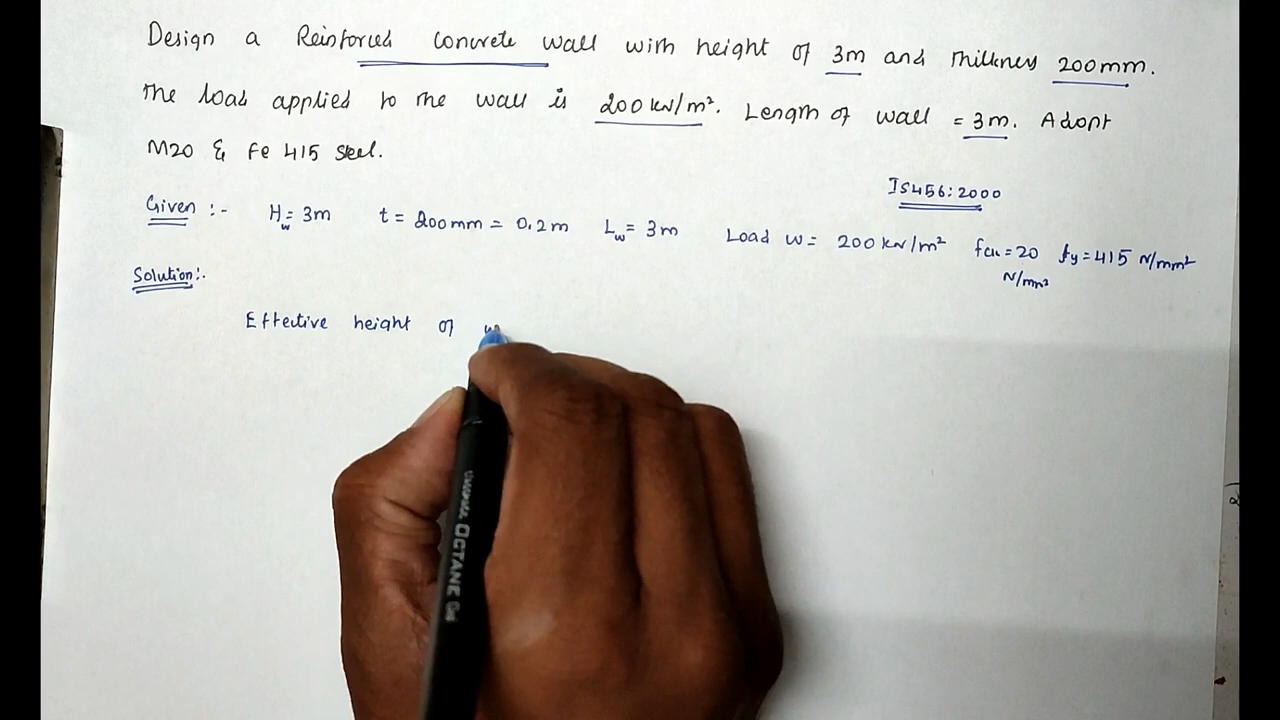 Design a Reinforced concrete wall with height of 3m and thickness 200mm.
The load applied to the wall is 200 kN/m². Length of wall = 3m. Adopt
M20 & Fe 415 steel.
IS456:2000
Given :- Hw = 3m t = 200mm = 0.2m Lw = 3m Load w = 200 kN/m² fck = 20 N/mm² fy = 415 N/mm²
Solution:-
Effective height of
OCTANE Gel